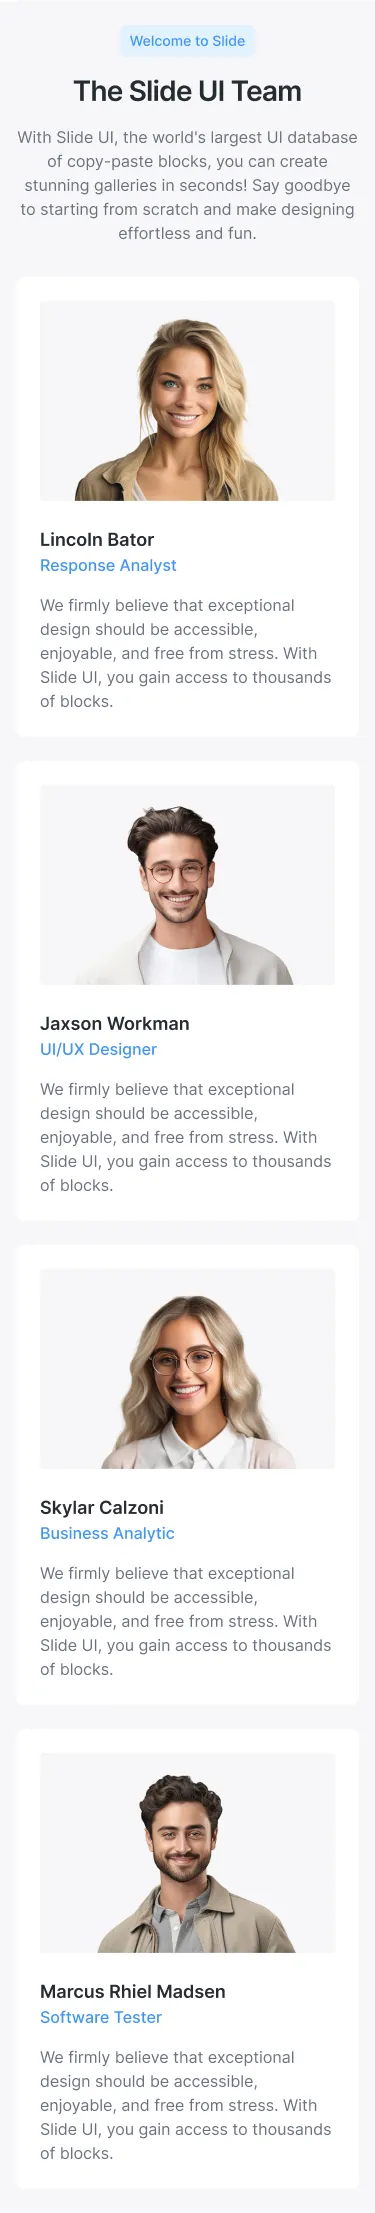 Welcome to Slide
The Slide UI Team
With Slide UI, the world's largest UI database
of copy-paste blocks, you can create
stunning galleries in seconds! Say goodbye
to starting from scratch and make designing
effortless and fun.
Lincoln Bator
Response Analyst
We firmly believe that exceptional
design should be accessible,
enjoyable, and free from stress. With
Slide UI, you gain access to thousands
of blocks.
Jaxson Workman
UI/UX Designer
We firmly believe that exceptional
design should be accessible,
enjoyable, and free from stress. With
Slide UI, you gain access to thousands
of blocks.
Skylar Calzoni
Business Analytic
We firmly believe that exceptional
design should be accessible,
enjoyable, and free from stress. With
Slide UI, you gain access to thousands
of blocks.
Marcus Rhiel Madsen
Software Tester
We firmly believe that exceptional
design should be accessible,
enjoyable, and free from stress. With
Slide UI, you gain access to thousands
of blocks.